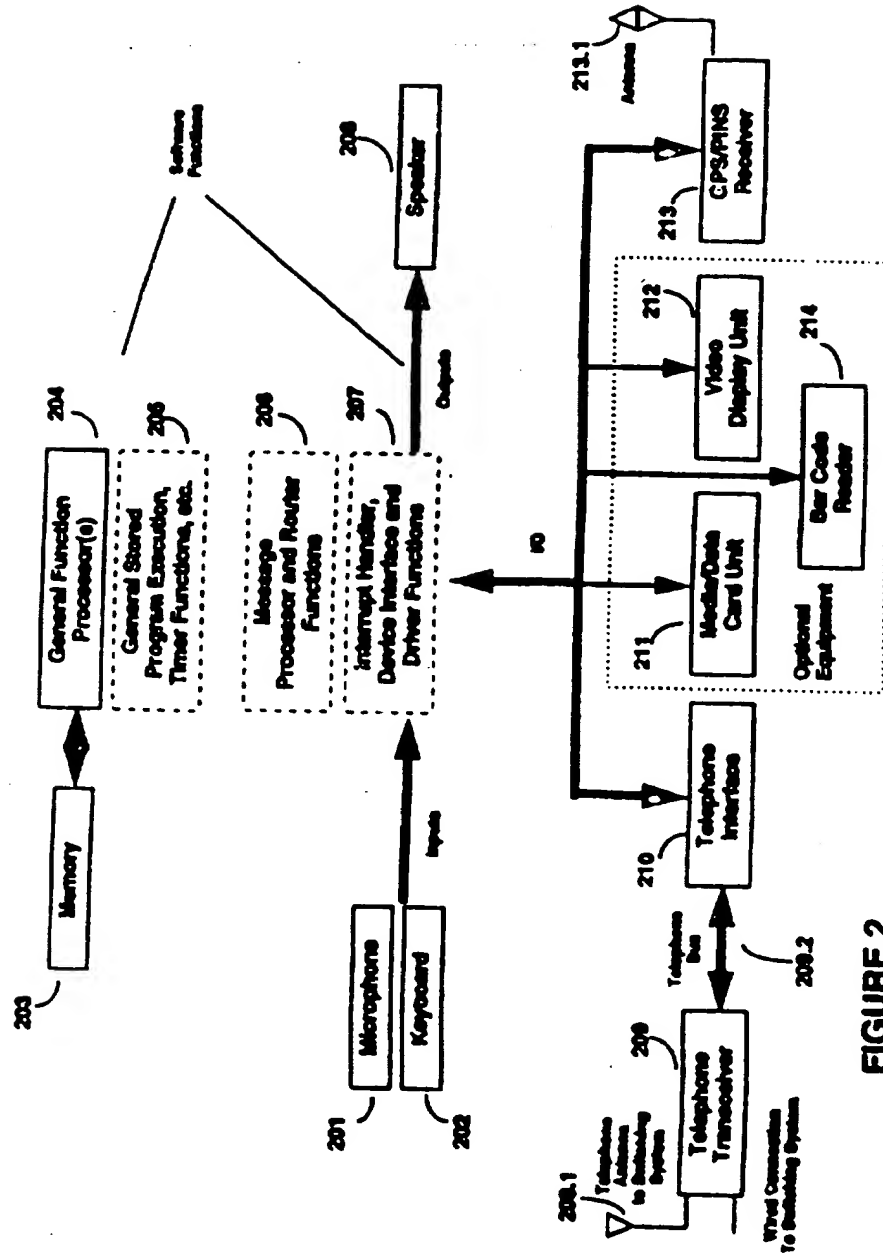 Software
Functions
203
Memory
204
General Function
Processor(s)
205
General Stored
Program Execution,
Timer Functions, etc.
206
Message
Processor and Router
Functions
207
Interrupt Handler,
Device Interface and
Driver Functions
208
Speaker
Outputs
201
Microphone
202
Keyboard
Inputs
I/O
209.1
Telephone
Antenna
to Switching
System
209
Telephone
Transceiver
Wired Connection
To Switching System
Telephone
Bus
209.2
210
Telephone
Interface
211
Media/Data
Card Unit
Optional
Equipment
212
Video
Display Unit
214
Bar Code
Reader
213
GPS/PINS
Receiver
213.1
Antenna
FIGURE 2